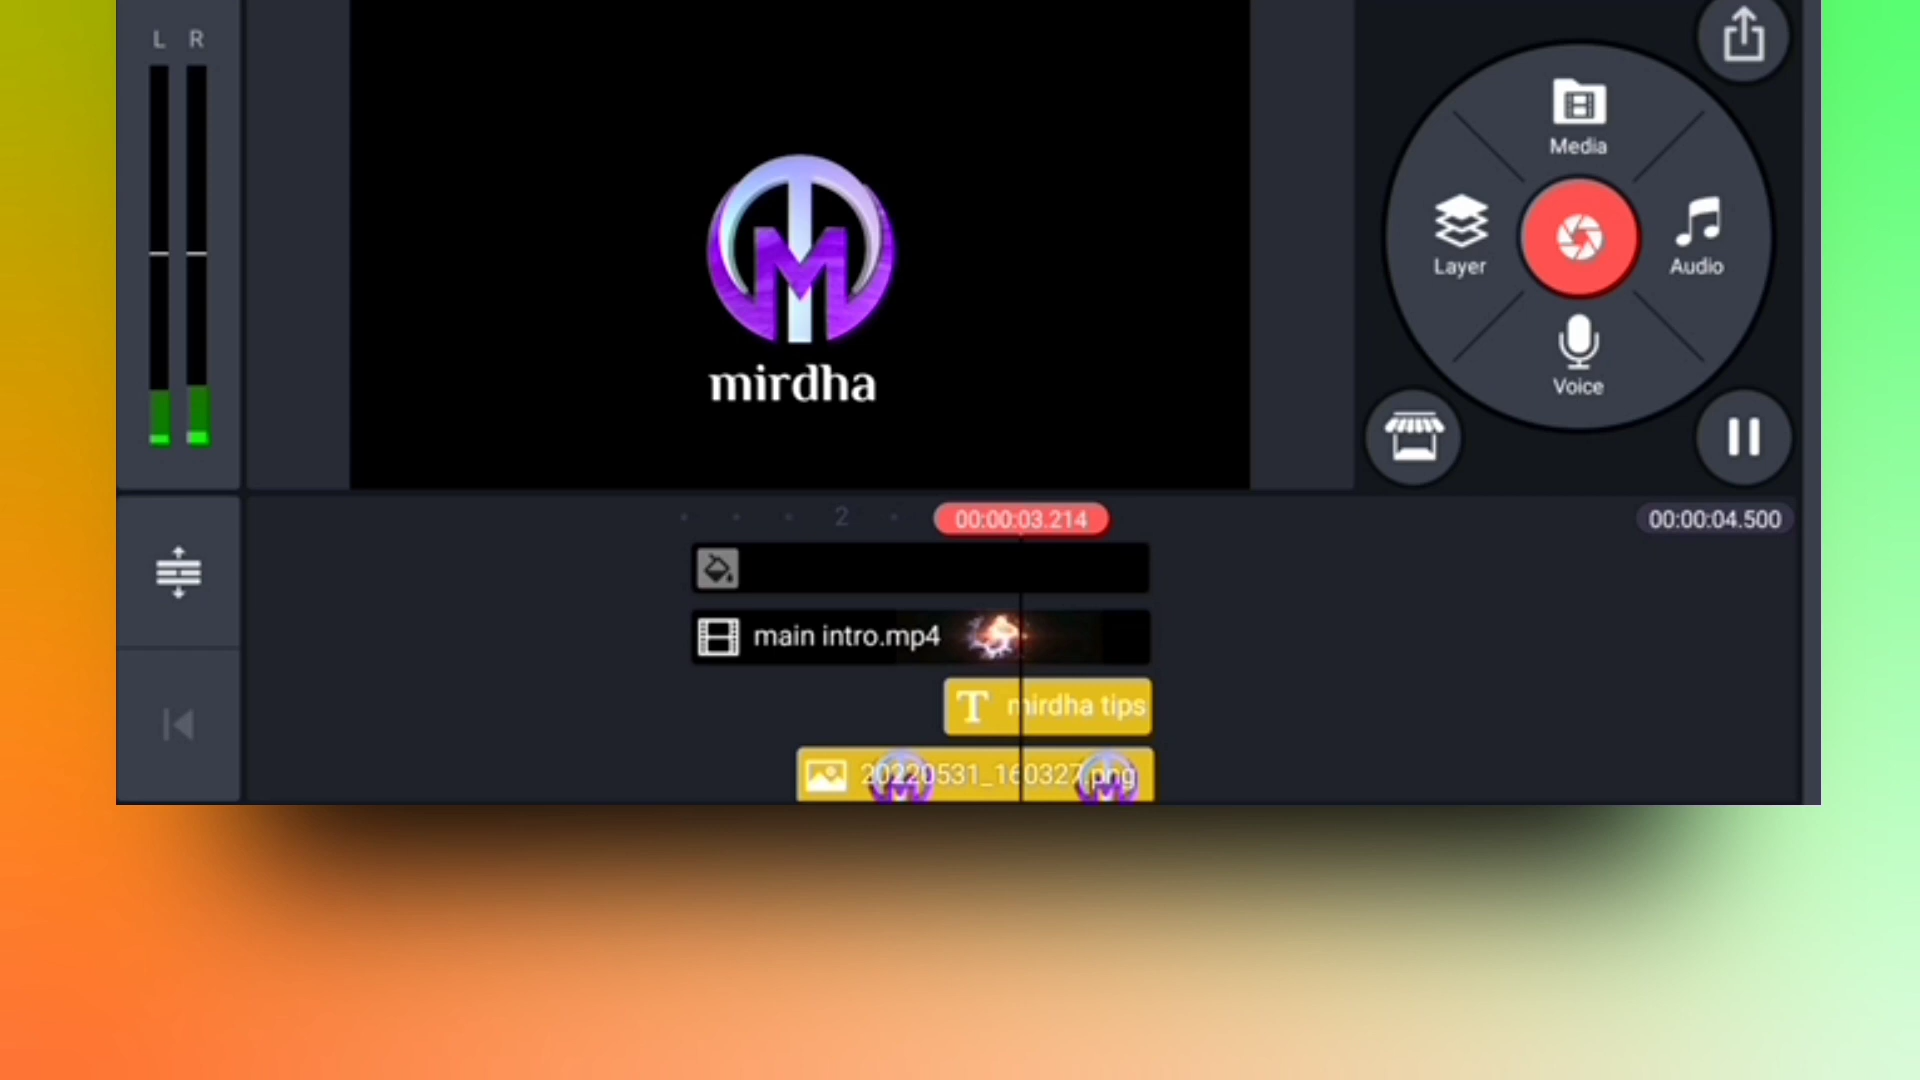 L R
Media
Layer
Audio
Voice
M
mirdha
2
00:00:03.214
00:00:04.500
main intro.mp4
T mirdha tips
20220531_160327.png